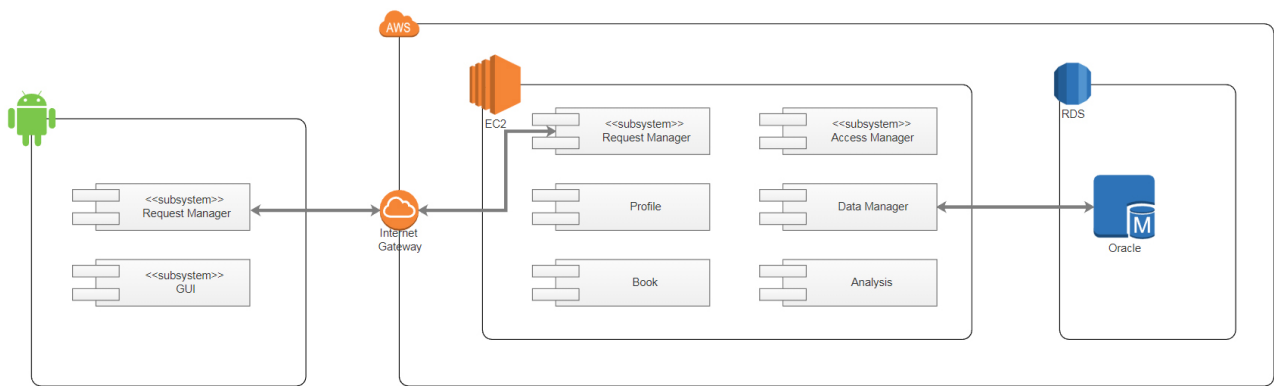 AWS
EC2
<<subsystem>>
Request Manager
<<subsystem>>
Access Manager
RDS
<<subsystem>>
Request Manager
Internet
Gateway
Profile
Data Manager
M
Oracle
<<subsystem>>
GUI
Book
Analysis